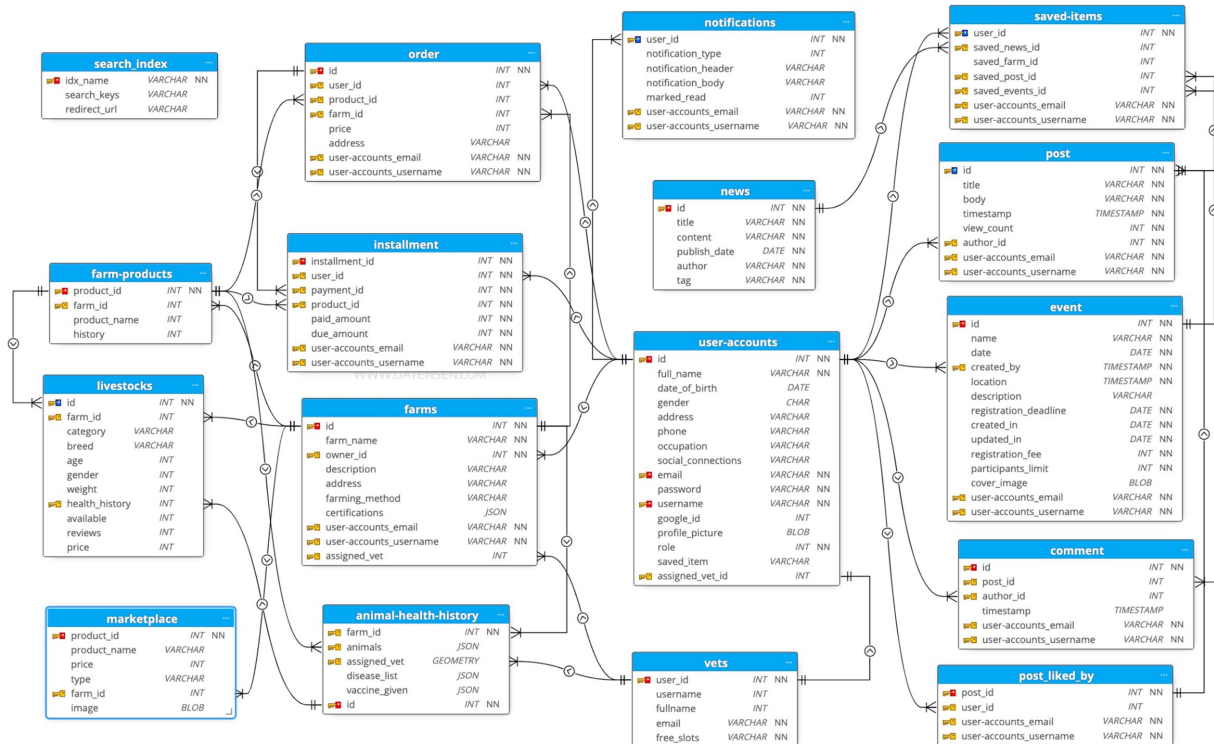 search_index ...
idx_name VARCHAR NN
search_keys VARCHAR
redirect_url VARCHAR
order ...
id INT NN
user_id INT
product_id INT
farm_id INT
price INT
address VARCHAR
user-accounts_email VARCHAR NN
user-accounts_username VARCHAR NN
notifications ...
user_id INT NN
notification_type INT
notification_header VARCHAR
notification_body VARCHAR
marked_read INT
user-accounts_email VARCHAR NN
user-accounts_username VARCHAR NN
saved-items ...
user_id INT NN
saved_news_id INT
saved_farm_id INT
saved_post_id INT
saved_events_id INT
user-accounts_email VARCHAR NN
user-accounts_username VARCHAR NN
post ...
id INT NN
title VARCHAR NN
body VARCHAR NN
timestamp TIMESTAMP NN
view_count INT NN
author_id INT NN
user-accounts_email VARCHAR NN
user-accounts_username VARCHAR NN
news ...
id INT NN
title VARCHAR NN
content VARCHAR NN
publish_date DATE NN
author VARCHAR NN
tag VARCHAR NN
installment ...
installment_id INT NN
user_id INT NN
payment_id INT NN
product_id INT NN
paid_amount INT NN
due_amount INT NN
user-accounts_email VARCHAR NN
user-accounts_username VARCHAR NN
WWW.DATENSEN.COM
farm-products ...
product_id INT NN
farm_id INT
product_name INT
history INT
livestocks ...
id INT NN
farm_id INT
category VARCHAR
breed VARCHAR
age INT
gender INT
weight INT
health_history INT
available INT
reviews INT
price INT
farms ...
id INT NN
farm_name VARCHAR NN
owner_id INT NN
description VARCHAR
address VARCHAR
farming_method VARCHAR
certifications JSON
user-accounts_email VARCHAR NN
user-accounts_username VARCHAR NN
assigned_vet INT
user-accounts ...
id INT NN
full_name VARCHAR NN
date_of_birth DATE
gender CHAR
address VARCHAR
phone VARCHAR
occupation VARCHAR
social_connections VARCHAR
email VARCHAR NN
password VARCHAR NN
username VARCHAR NN
google_id INT
profile_picture BLOB
role INT NN
saved_item VARCHAR
assigned_vet_id INT
event ...
id INT NN
name VARCHAR NN
date DATE NN
created_by TIMESTAMP NN
location TIMESTAMP NN
description VARCHAR
registration_deadline DATE NN
created_in DATE NN
updated_in DATE NN
registration_fee INT NN
participants_limit INT NN
cover_image BLOB
user-accounts_email VARCHAR NN
user-accounts_username VARCHAR NN
comment ...
id INT NN
post_id INT
author_id INT
timestamp TIMESTAMP
user-accounts_email VARCHAR NN
user-accounts_username VARCHAR NN
marketplace ...
product_id INT NN
product_name VARCHAR
price INT
type VARCHAR
farm_id INT
image BLOB
animal-health-history ...
farm_id INT NN
animals JSON
assigned_vet GEOMETRY
disease_list JSON
vaccine_given JSON
id INT NN
vets ...
user_id INT NN
username INT
fullname INT
email VARCHAR NN
free_slots VARCHAR NN
post_liked_by ...
post_id INT NN
user_id INT
user-accounts_email VARCHAR NN
user-accounts_username VARCHAR NN